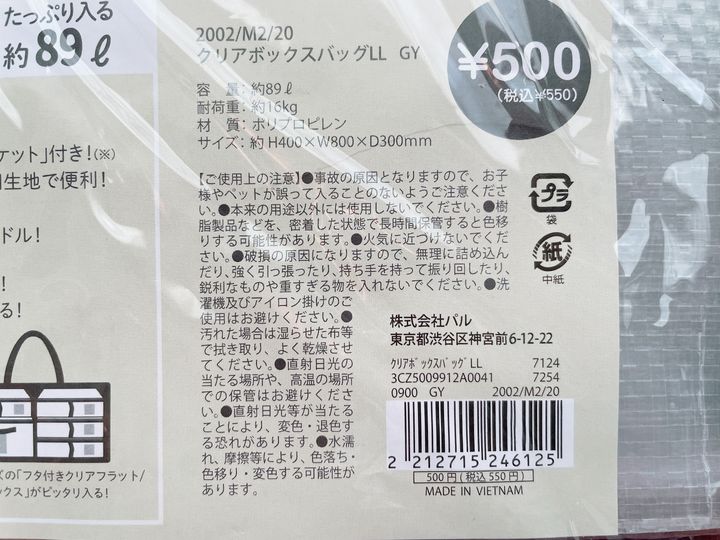 たっぷり入る
約89ℓ
ケット」付き!(※)
生地で便利!
ドル!
!
る!
ズの「フタ付きクリアフラット/
ックス」がピッタリ入る!
2002/M2/20
クリアボックスバッグLL GY
容　量：約89ℓ
耐荷重：約16kg
材　質：ポリプロピレン
サイズ：約 H400×W800×D300mm
¥500
(税込¥550)
【ご使用上の注意】●事故の原因となりますので、お子
様やペットが誤って入ることのないようご注意くださ
い。●本来の用途以外には使用しないでください。●樹
脂製品などを、密着した状態で長時間保管すると色移
りする可能性があります。●火気に近づけないでくだ
さい。●破損の原因になりますので、無理に詰め込ん
だり、強く引っ張ったり、持ち手を持って振り回したり、
鋭利なものや重すぎる物を入れないでください。●洗
濯機及びアイロン掛けのご
使用はお避けください。●
汚れた場合は湿らせた布等
で拭き取り、よく乾燥させ
てください。●直射日光の
当たる場所や、高温の場所
での保管はお避けください。
●直射日光等が当たる
ことにより、変色・退色す
る恐れがあります。●水濡
れ、摩擦等により、色落ち・
色移り・変色する可能性が
あります。
プラ
袋
紙
中紙
株式会社パル
東京都渋谷区神宮前6-12-22
クリアボックスバッグLL 7124
3CZ5009912A0041 7254
0900 GY 2002/M2/20
2 212715 246125
500円(税込550円)
MADE IN VIETNAM